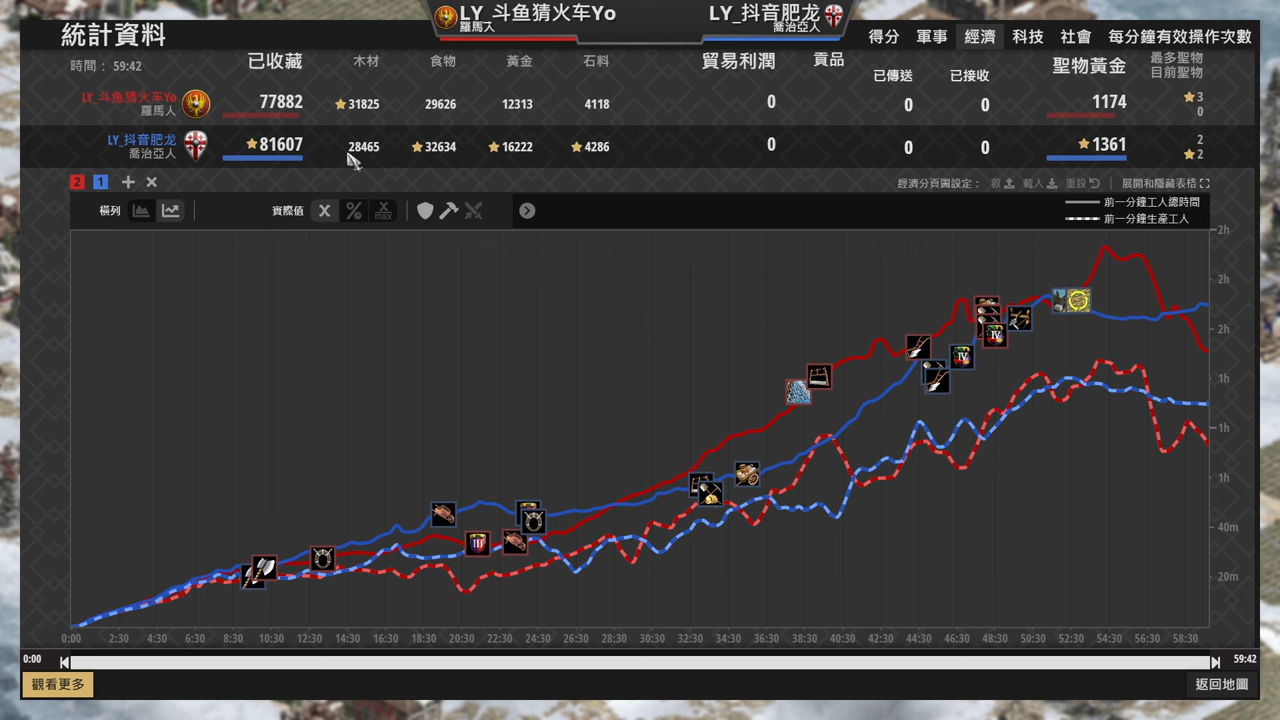 LY_斗鱼猜火车Yo
羅馬人
LY_抖音肥龙
喬治亞人
統計資料
得分 軍事 經濟 科技 社會 每分鐘有效操作次數
時間： 59:42
已收藏 木材 食物 黃金 石料 貿易利潤 貢品 已傳送 已接收 聖物黃金 最多聖物 目前聖物
LY_斗鱼猜火车Yo
羅馬人
77882 31825 29626 12313 4118 0 0 0 1174 3 0
LY_抖音肥龙
喬治亞人
81607 28465 32634 16222 4286 0 0 0 1361 2 2
2 1
經濟分頁圖設定： 載入 重設 展開和隱藏表格
橫列 實際值 X % X/max
前一分鐘工人總時間
前一分鐘生產工人
2h
2h
2h
1h
1h
1h
40m
20m
III
IV
IV
0:00 2:30 4:30 6:30 8:30 10:30 12:30 14:30 16:30 18:30 20:30 22:30 24:30 26:30 28:30 30:30 32:30 34:30 36:30 38:30 40:30 42:30 44:30 46:30 48:30 50:30 52:30 54:30 56:30 58:30
0:00 59:42
觀看更多 返回地圖